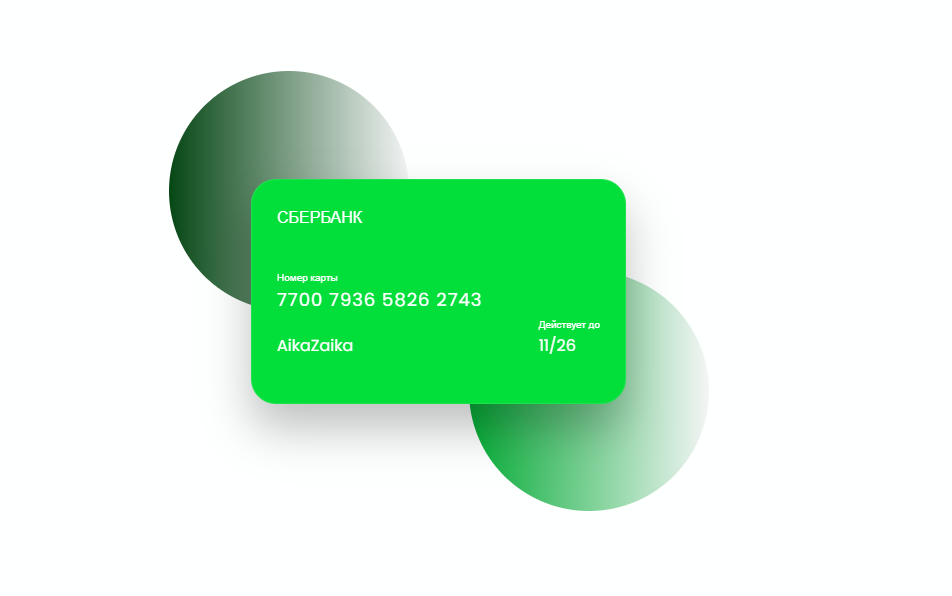 СБЕРБАНК
Номер карты
7700 7936 5826 2743
Действует до
AikaZaika
11/26